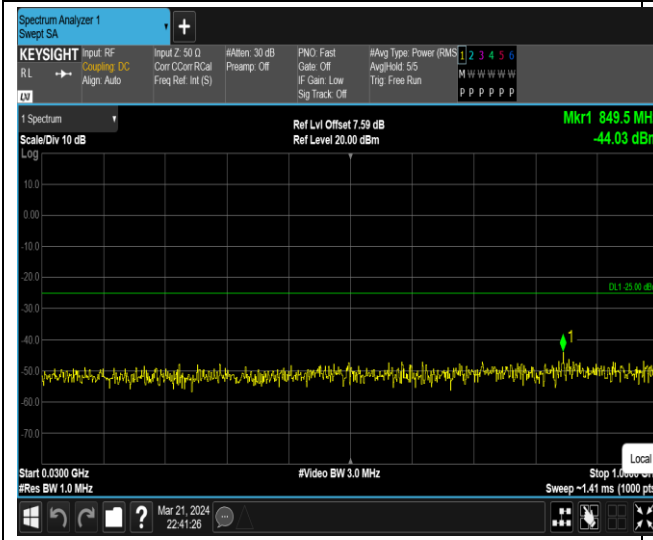 Spectrum Analyzer 1
Swept SA
+
KEYSIGHT Input: RF Input Z: 50 Ω #Atten: 30 dB PNO: Fast #Avg Type: Power (RMS 1 2 3 4 5 6
RL Coupling: DC Corr CCorr RCal Preamp: Off Gate: Off Avg|Hold: 5/5 M W W W W W
Align: Auto Freq Ref: Int (S) IF Gain: Low Trig: Free Run
Sig Track: Off P P P P P P
LXI
1 Spectrum Ref Lvl Offset 7.59 dB Mkr1 849.5 MH
Scale/Div 10 dB Ref Level 20.00 dBm -44.03 dBm
Log
10.0
0.00
-10.0
-20.0
DL1 -25.00 dB
-30.0
-40.0
1
-50.0
-60.0
-70.0
Local
Start 0.0300 GHz #Video BW 3.0 MHz Stop
#Res BW 1.0 MHz Sweep ~1.41 ms (1000 pts
? Mar 21, 2024
22:41:26